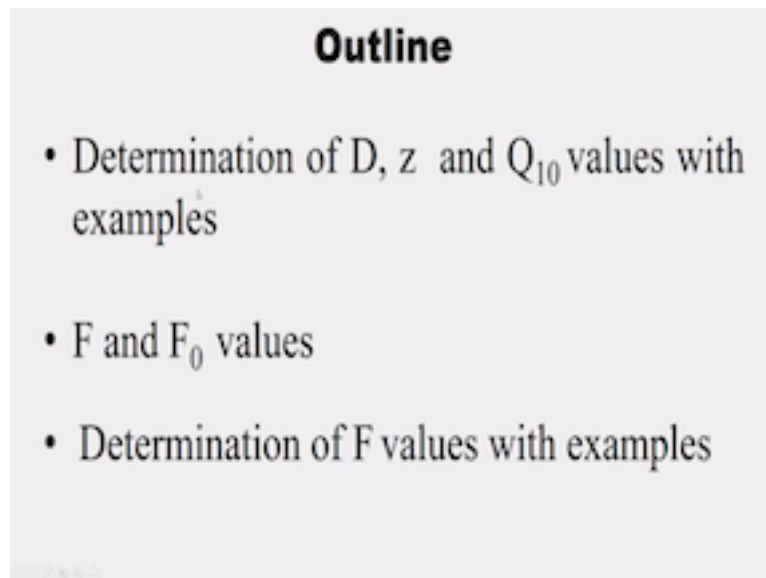 Outline
• Determination of D, z and Q₁₀ values with
examples
• F and F₀ values
• Determination of F values with examples